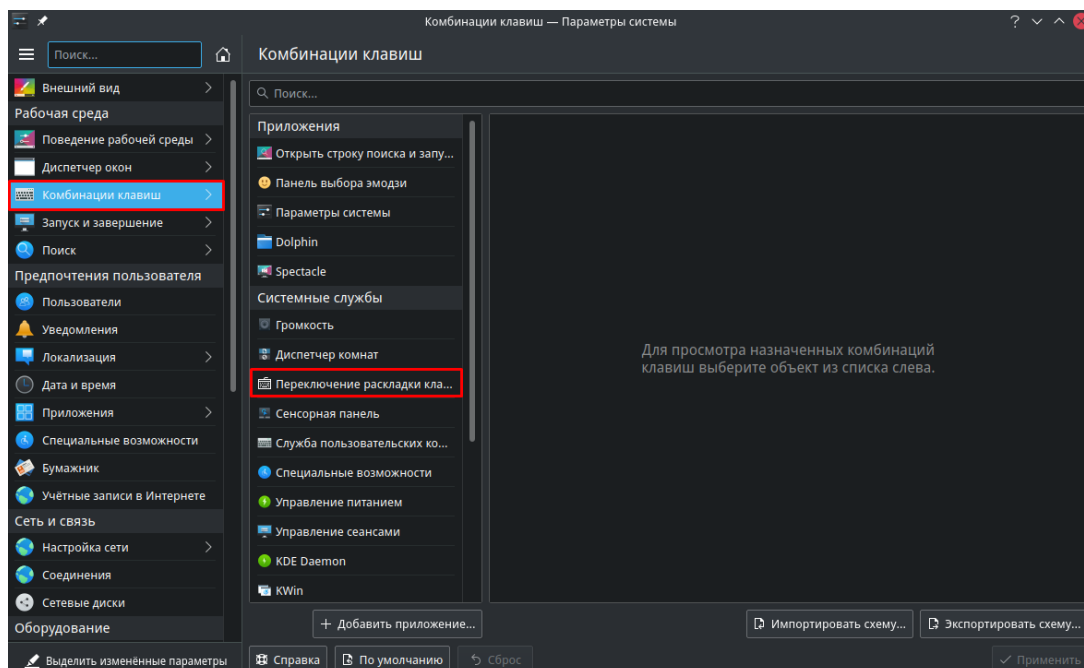 Комбинации клавиш — Параметры системы
Поиск...
Комбинации клавиш
Внешний вид
Рабочая среда
Поведение рабочей среды
Диспетчер окон
Комбинации клавиш
Запуск и завершение
Поиск
Предпочтения пользователя
Пользователи
Уведомления
Локализация
Дата и время
Приложения
Специальные возможности
Бумажник
Учётные записи в Интернете
Сеть и связь
Настройка сети
Соединения
Сетевые диски
Оборудование
Выделить изменённые параметры
Поиск...
Приложения
Открыть строку поиска и запу...
Панель выбора эмодзи
Параметры системы
Dolphin
Spectacle
Системные службы
Громкость
Диспетчер комнат
Переключение раскладки кла...
Сенсорная панель
Служба пользовательских ко...
Специальные возможности
Управление питанием
Управление сеансами
KDE Daemon
KWin
Добавить приложение...
Для просмотра назначенных комбинаций
клавиш выберите объект из списка слева.
Импортировать схему...
Экспортировать схему...
Справка
По умолчанию
Сброс
Применить